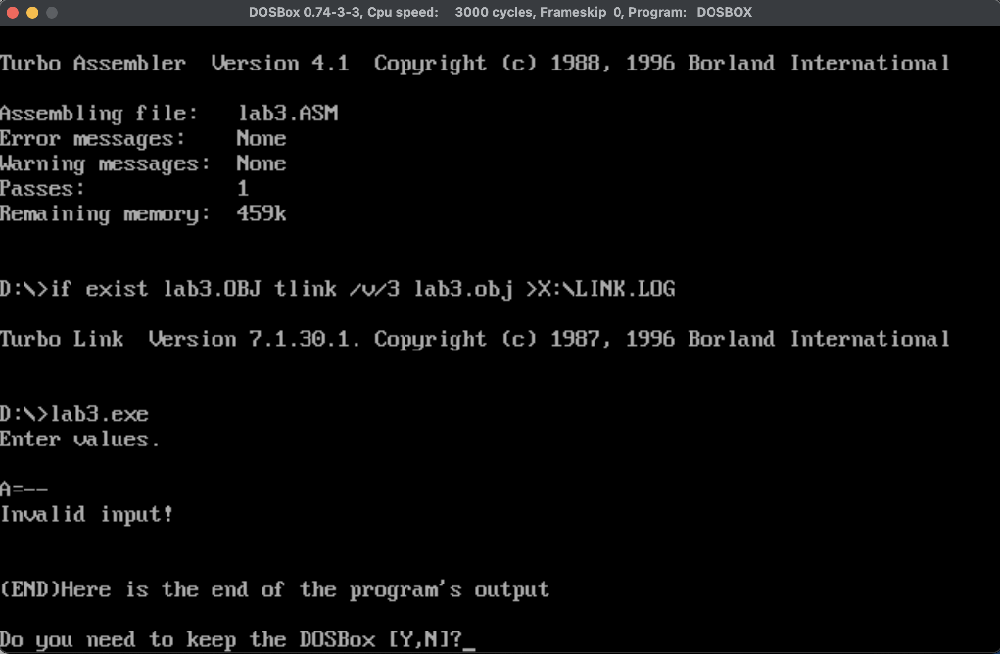 DOSBox 0.74-3-3, Cpu speed: 3000 cycles, Frameskip 0, Program: DOSBOX
Turbo Assembler  Version 4.1  Copyright (c) 1988, 1996 Borland International
Assembling file:   lab3.ASM
Error messages:    None
Warning messages:  None
Passes:            1
Remaining memory:  459k
D:\>if exist lab3.OBJ tlink /v/3 lab3.obj >X:\LINK.LOG
Turbo Link  Version 7.1.30.1. Copyright (c) 1987, 1996 Borland International
D:\>lab3.exe
Enter values.
A=--
Invalid input!
(END)Here is the end of the program's output
Do you need to keep the DOSBox [Y,N]?_